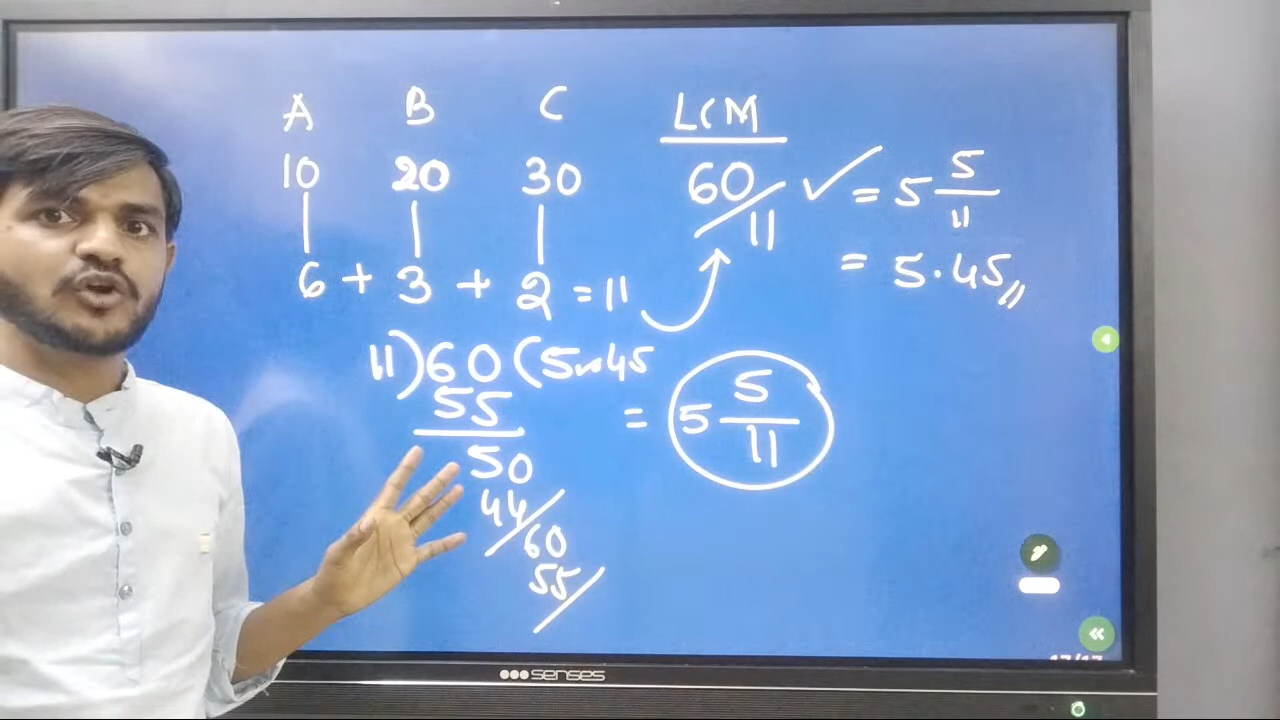 A B C LCM
10 20 30 60/11 ✓ = 5 5/11
6 + 3 + 2 = 11 = 5.45
11)60(5.45
55
50 = 5 5/11
44
60
55
senses